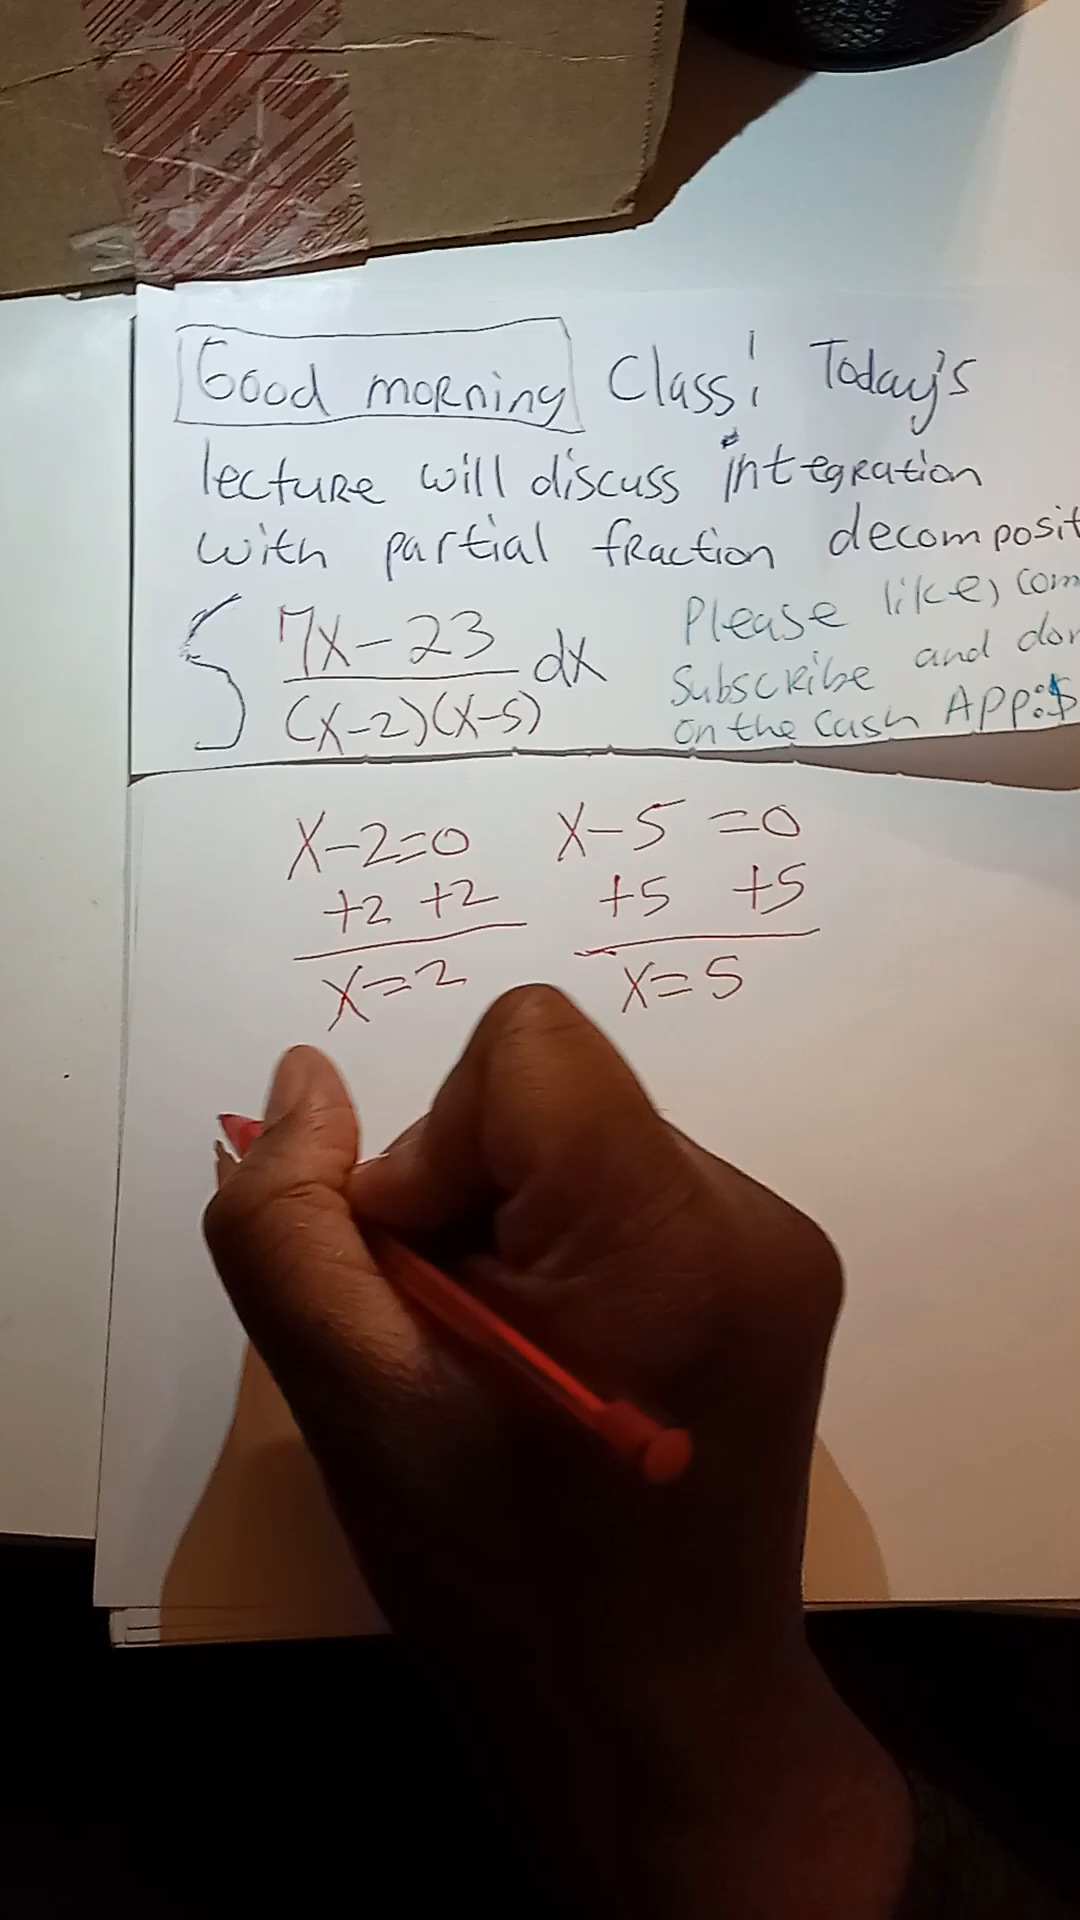 Good morning Class! Today's
lecture will discuss integration
with partial fraction decomposit
∫ 7x-23 / (x-2)(x-5) dx
Please like, com
Subscribe and don
on the Cash APP:$
x-2=0 x-5 =0
+2 +2 +5 +5
x=2 x=5